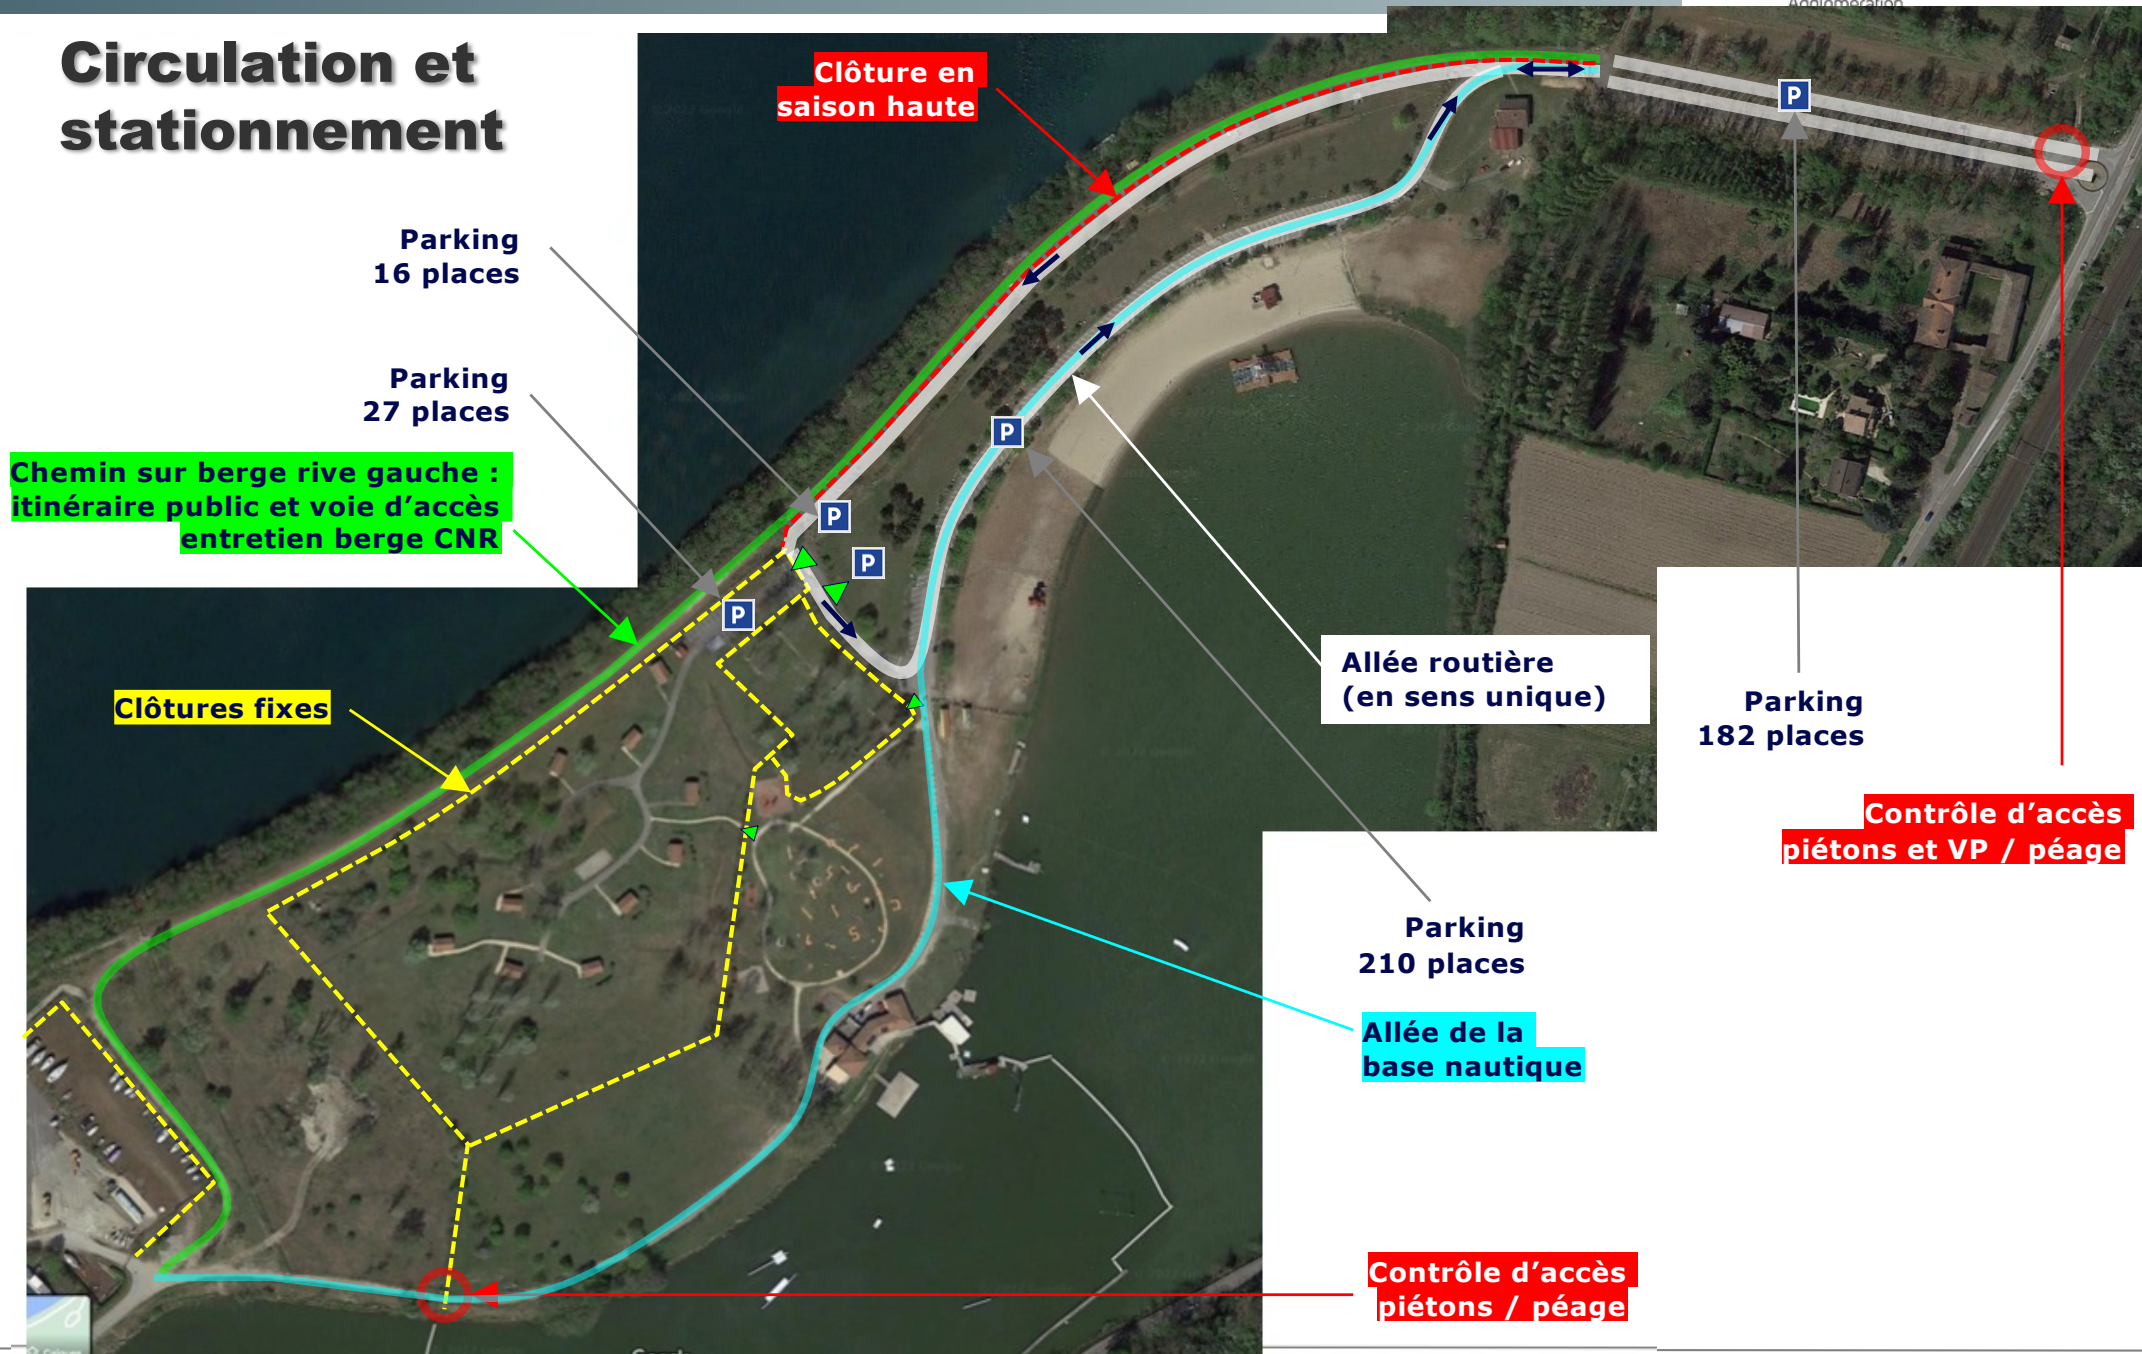 Agglomération
Circulation et
stationnement
Clôture en
saison haute
P
Parking
16 places
Parking
27 places
P
Chemin sur berge rive gauche :
itinéraire public et voie d’accès
entretien berge CNR
P
P
P
Clôtures fixes
Allée routière
(en sens unique)
Parking
182 places
Contrôle d’accès
piétons et VP / péage
Parking
210 places
Allée de la
base nautique
Contrôle d’accès
piétons / péage